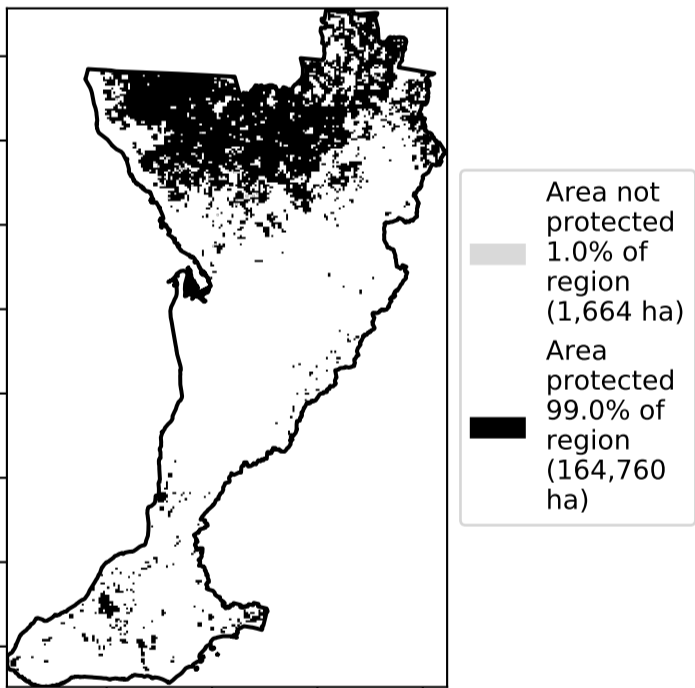 Area not
protected
1.0% of
region
(1,664 ha)
Area
protected
99.0% of
region
(164,760
ha)